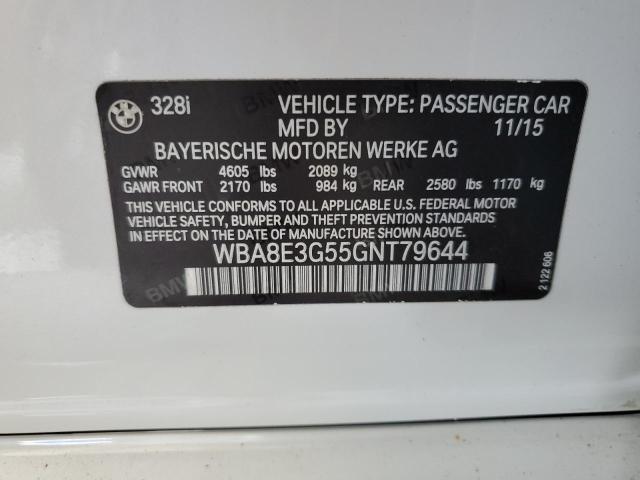 328i VEHICLE TYPE: PASSENGER CAR
MFD BY 11/15
BAYERISCHE MOTOREN WERKE AG
GVWR 4605 lbs 2089 kg
GAWR FRONT 2170 lbs 984 kg REAR 2580 lbs 1170 kg
THIS VEHICLE CONFORMS TO ALL APPLICABLE U.S. FEDERAL MOTOR
VEHICLE SAFETY, BUMPER AND THEFT PREVENTION STANDARDS IN
EFFECT ON THE DATE OF MANUFACTURE SHOWN ABOVE.
WBA8E3G55GNT79644
2 122 606